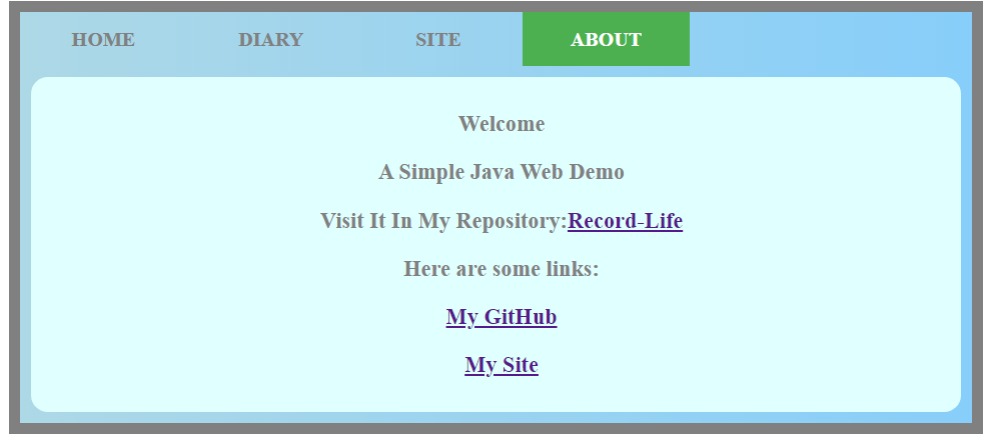 HOME DIARY SITE ABOUT
Welcome
A Simple Java Web Demo
Visit It In My Repository:Record-Life
Here are some links:
My GitHub
My Site